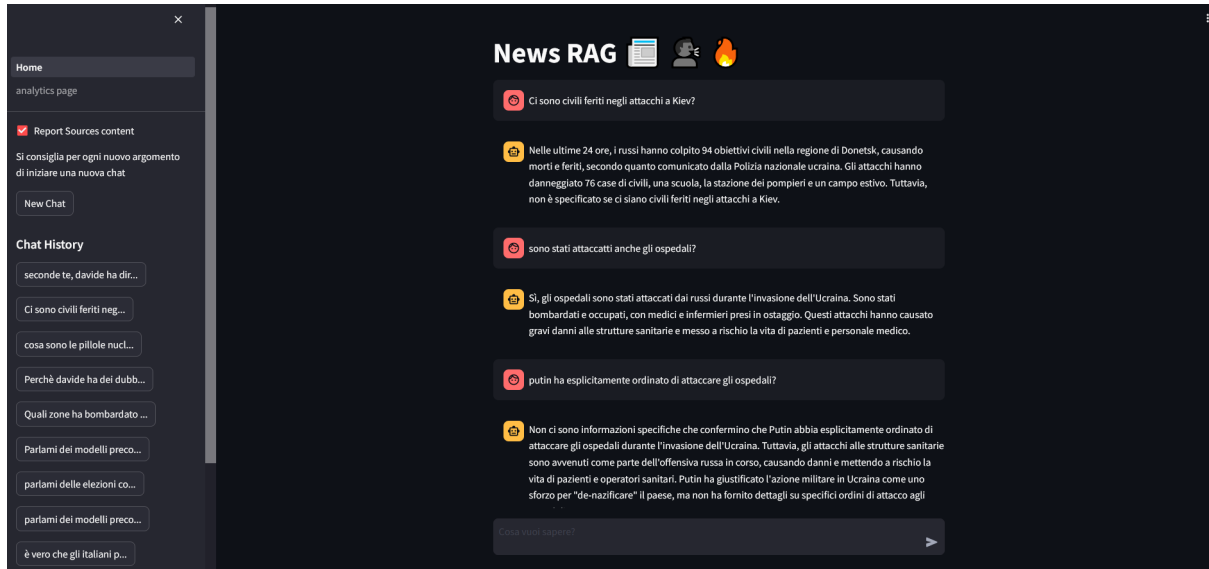 Home
analytics page
Report Sources content
Si consiglia per ogni nuovo argomento
di iniziare una nuova chat
New Chat
Chat History
seconde te, davide ha dir...
Ci sono civili feriti neg...
cosa sono le pillole nucl...
Perchè davide ha dei dubb...
Quali zone ha bombardato ...
Parlami dei modelli preco...
parlami delle elezioni co...
parlami dei modelli preco...
è vero che gli italiani p...
News RAG
Ci sono civili feriti negli attacchi a Kiev?
Nelle ultime 24 ore, i russi hanno colpito 94 obiettivi civili nella regione di Donetsk, causando
morti e feriti, secondo quanto comunicato dalla Polizia nazionale ucraina. Gli attacchi hanno
danneggiato 76 case di civili, una scuola, la stazione dei pompieri e un campo estivo. Tuttavia,
non è specificato se ci siano civili feriti negli attacchi a Kiev.
sono stati attaccatti anche gli ospedali?
Sì, gli ospedali sono stati attaccati dai russi durante l'invasione dell'Ucraina. Sono stati
bombardati e occupati, con medici e infermieri presi in ostaggio. Questi attacchi hanno causato
gravi danni alle strutture sanitarie e messo a rischio la vita di pazienti e personale medico.
putin ha esplicitamente ordinato di attaccare gli ospedali?
Non ci sono informazioni specifiche che confermino che Putin abbia esplicitamente ordinato di
attaccare gli ospedali durante l'invasione dell'Ucraina. Tuttavia, gli attacchi alle strutture sanitarie
sono avvenuti come parte dell'offensiva russa in corso, causando danni e mettendo a rischio la
vita di pazienti e operatori sanitari. Putin ha giustificato l'azione militare in Ucraina come uno
sforzo per "de-nazificare" il paese, ma non ha fornito dettagli su specifici ordini di attacco agli
Cosa vuoi sapere?